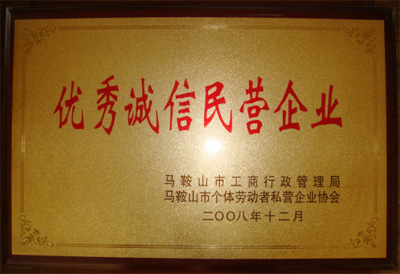 优秀诚信民营企业
马鞍山市工商行政管理局
马鞍山市个体劳动者私营企业协会
二〇〇八年十二月